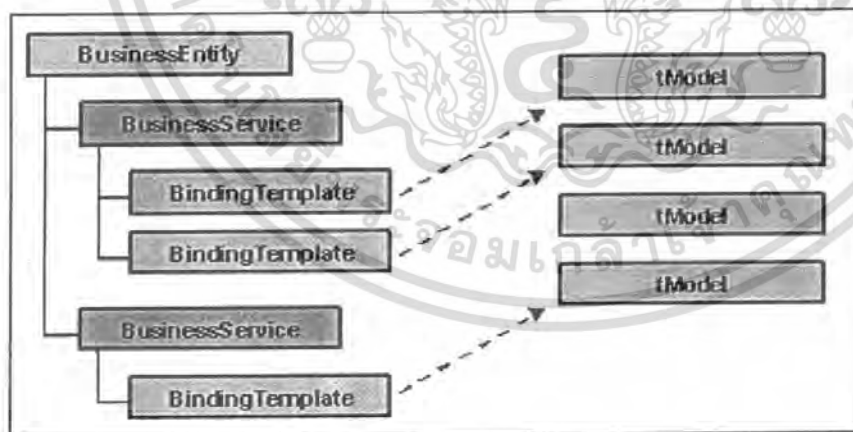 BusinessEntity
BusinessService
BindingTemplate
BindingTemplate
BusinessService
BindingTemplate
tModel
tModel
tModel
tModel